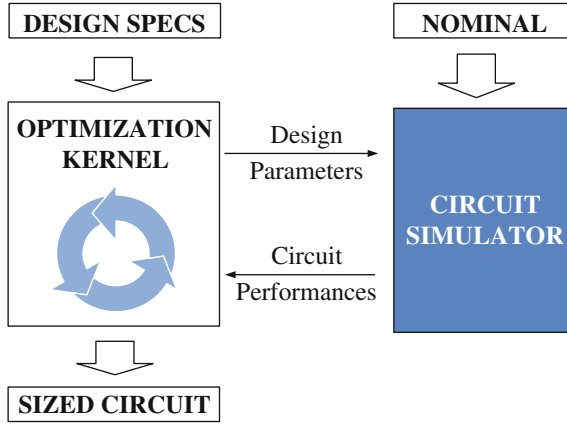 DESIGN SPECS
NOMINAL
OPTIMIZATION
KERNEL
Design
Parameters
CIRCUIT
SIMULATOR
Circuit
Performances
SIZED CIRCUIT